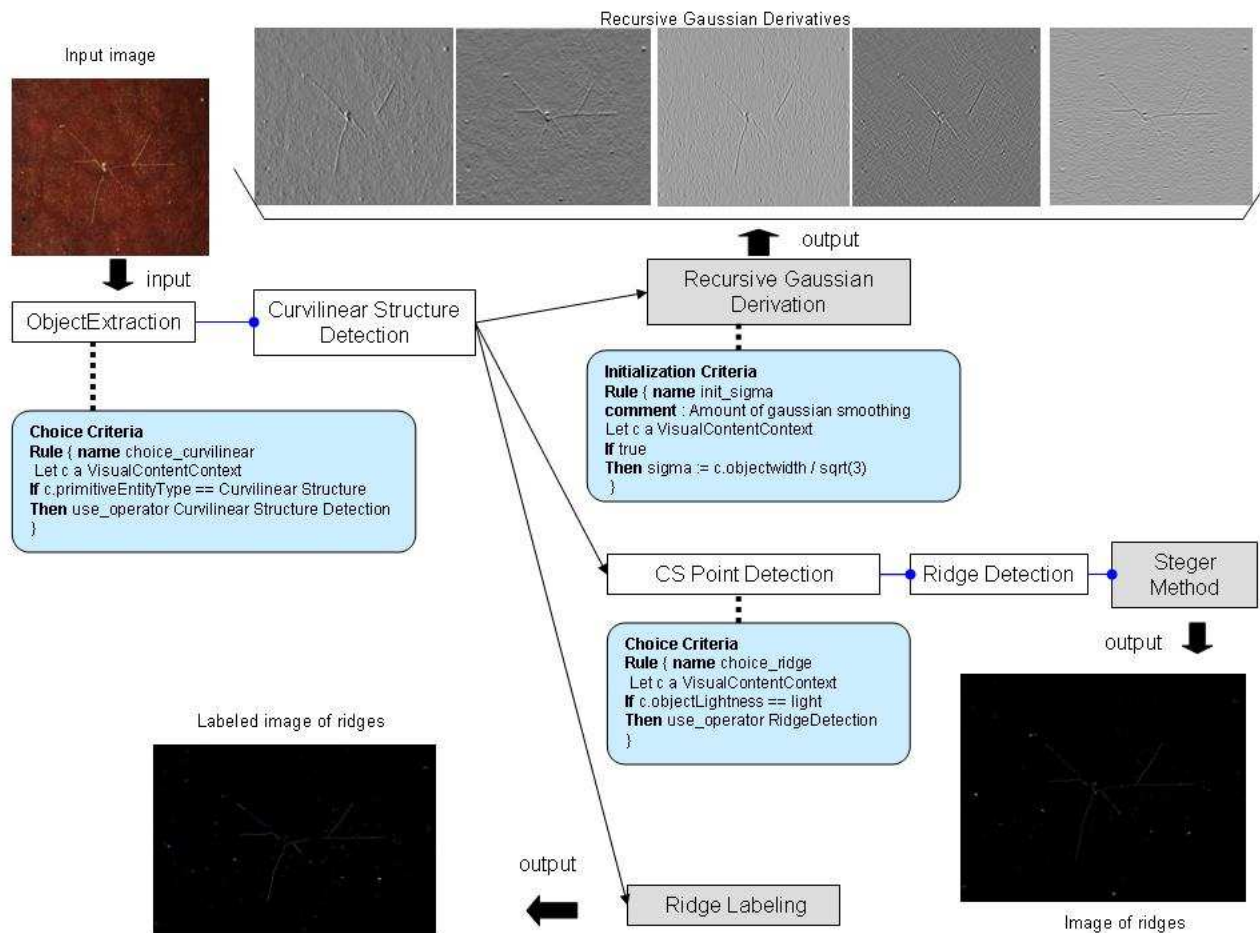 Recursive Gaussian Derivatives
Input image
output
input
Recursive Gaussian
Derivation
ObjectExtraction
Curvilinear Structure
Detection
Initialization Criteria
Rule { name init_sigma
comment : Amount of gaussian smoothing
Let c a VisualContentContext
If true
Then sigma := c.objectwidth / sqrt(3)
}
Choice Criteria
Rule { name choice_curvilinear
Let c a VisualContentContext
If c.primitiveEntityType == Curvilinear Structure
Then use_operator Curvilinear Structure Detection
}
CS Point Detection
Ridge Detection
Steger
Method
output
Choice Criteria
Rule { name choice_ridge
Let c a VisualContentContext
If c.objectLightness == light
Then use_operator RidgeDetection
}
Labeled image of ridges
output
Ridge Labeling
Image of ridges